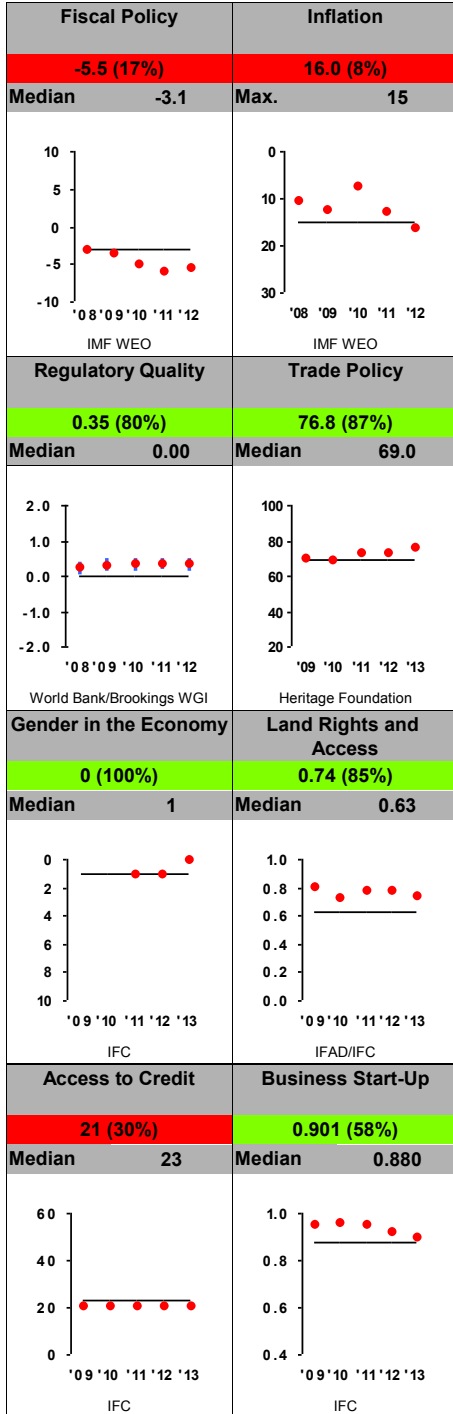 Fiscal Policy
-5.5 (17%)
Median -3.1
10
5
0
-5
-10
'08 '09 '10 '11 '12
IMF WEO
Inflation
16.0 (8%)
Max. 15
0
10
20
30
'08 '09 '10 '11 '12
IMF WEO
Regulatory Quality
0.35 (80%)
Median 0.00
2.0
1.0
0.0
-1.0
-2.0
'08 '09 '10 '11 '12
World Bank/Brookings WGI
Trade Policy
76.8 (87%)
Median 69.0
100
80
60
40
20
'09 '10 '11 '12 '13
Heritage Foundation
Gender in the Economy
0 (100%)
Median 1
0
2
4
6
8
10
'09 '10 '11 '12 '13
IFC
Land Rights and
Access
0.74 (85%)
Median 0.63
1.0
0.8
0.6
0.4
0.2
0.0
'09 '10 '11 '12 '13
IFAD/IFC
Access to Credit
21 (30%)
Median 23
60
40
20
0
'09 '10 '11 '12 '13
IFC
Business Start-Up
0.901 (58%)
Median 0.880
1.0
0.8
0.6
0.4
'09 '10 '11 '12 '13
IFC